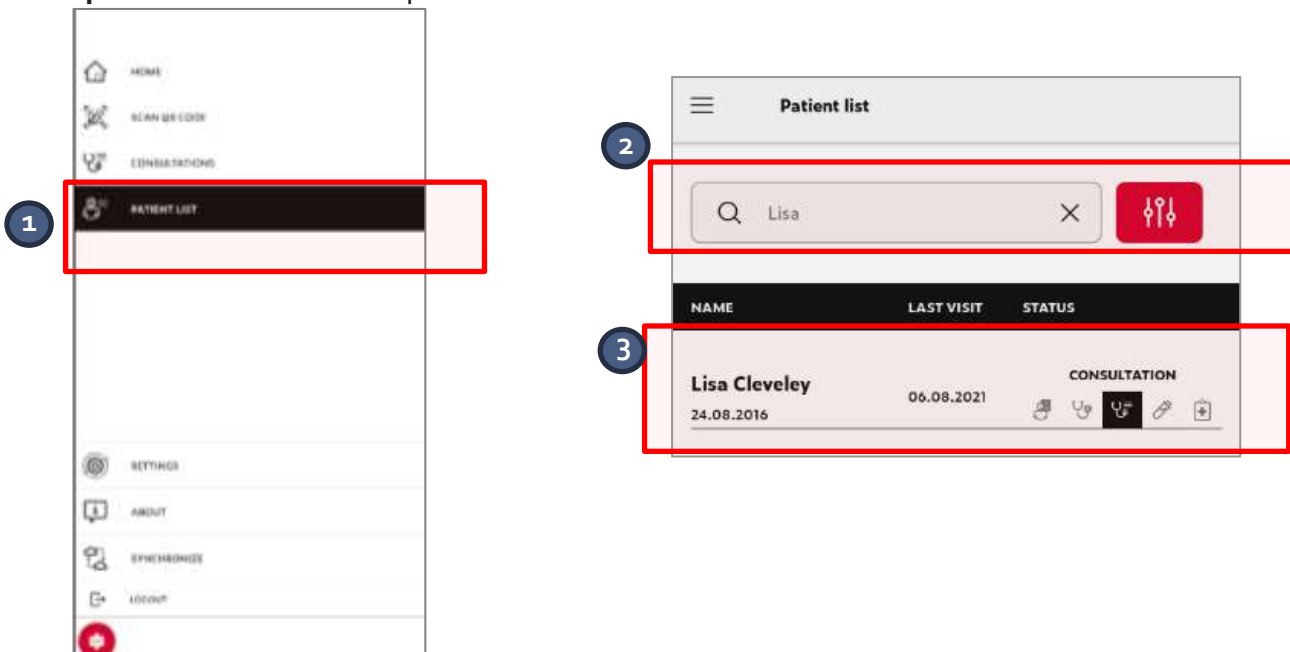 HOME
SCAN QR CODE
CONSULTATIONS
1
PATIENT LIST
SETTINGS
ABOUT
SYNCHRONIZE
LOGOUT
Patient list
2
Lisa
NAME LAST VISIT STATUS
3
CONSULTATION
Lisa Cleveley 06.08.2021
24.08.2016